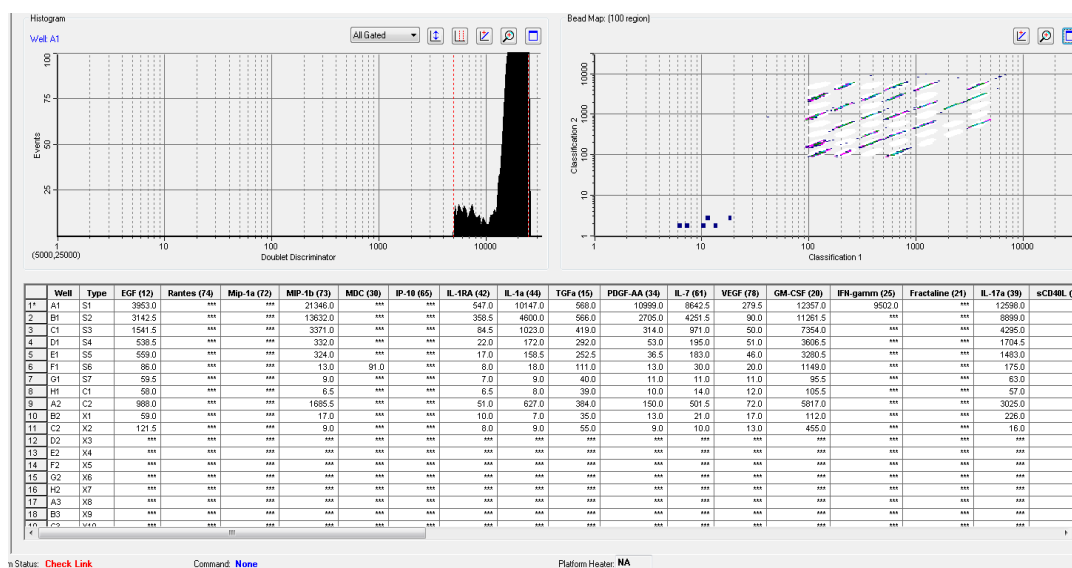 Histogram
Bead Map: (100 region)
Well: A1
All Gated
100
75
50
25
Events
1
10
100
1000
10000
(5000,25000)
Doublet Discriminator
10000
1000
100
10
1
Classification 2
1
10
100
1000
10000
Classification 1
Well Type EGF (12) Rantes (74) Mip-1a (72) MIP-1b (73) MDC (30) IP-10 (65) IL-1RA (42) IL-1a (44) TGFa (15) PDGF-AA (34) IL-7 (61) VEGF (78) GM-CSF (20) IFN-gamm (25) Fractaline (21) IL-17a (39) sCD40L (
1* A1 S1 3953.0 *** *** 21346.0 *** *** 547.0 10147.0 568.0 10999.0 8642.5 279.5 12357.0 9502.0 *** 12598.0
2 B1 S2 3142.5 *** *** 13632.0 *** *** 358.5 4600.0 566.0 2705.0 4251.5 90.0 11261.5 *** *** 8899.0
3 C1 S3 1541.5 *** *** 3371.0 *** *** 84.5 1023.0 419.0 314.0 971.0 50.0 7354.0 *** *** 4295.0
4 D1 S4 538.5 *** *** 332.0 *** *** 22.0 172.0 292.0 53.0 195.0 51.0 3606.5 *** *** 1704.5
5 E1 S5 559.0 *** *** 324.0 *** *** 17.0 158.5 252.5 36.5 183.0 46.0 3280.5 *** *** 1483.0
6 F1 S6 86.0 *** *** 13.0 91.0 *** 8.0 18.0 111.0 13.0 30.0 20.0 1149.0 *** *** 175.0
7 G1 S7 59.5 *** *** 9.0 *** *** 7.0 9.0 40.0 11.0 11.0 11.0 95.5 *** *** 63.0
8 H1 C1 58.0 *** *** 6.5 *** *** 6.5 8.0 39.0 10.0 14.0 12.0 105.5 *** *** 57.0
9 A2 C2 988.0 *** *** 1685.5 *** *** 51.0 627.0 384.0 150.0 501.5 72.0 5817.0 *** *** 3025.0
10 B2 X1 59.0 *** *** 17.0 *** *** 10.0 7.0 35.0 13.0 21.0 17.0 112.0 *** *** 226.0
11 C2 X2 121.5 *** *** 9.0 *** *** 8.0 9.0 55.0 9.0 10.0 13.0 455.0 *** *** 16.0
12 D2 X3 *** *** *** *** *** *** *** *** *** *** *** *** *** *** *** ***
13 E2 X4 *** *** *** *** *** *** *** *** *** *** *** *** *** *** *** ***
14 F2 X5 *** *** *** *** *** *** *** *** *** *** *** *** *** *** *** ***
15 G2 X6 *** *** *** *** *** *** *** *** *** *** *** *** *** *** *** ***
16 H2 X7 *** *** *** *** *** *** *** *** *** *** *** *** *** *** *** ***
17 A3 X8 *** *** *** *** *** *** *** *** *** *** *** *** *** *** *** ***
18 B3 X9 *** *** *** *** *** *** *** *** *** *** *** *** *** *** *** ***
19 C3 X10 *** *** *** *** *** *** *** *** *** *** *** *** *** *** *** ***
m Status: Check Link Command: None Platform Heater: NA